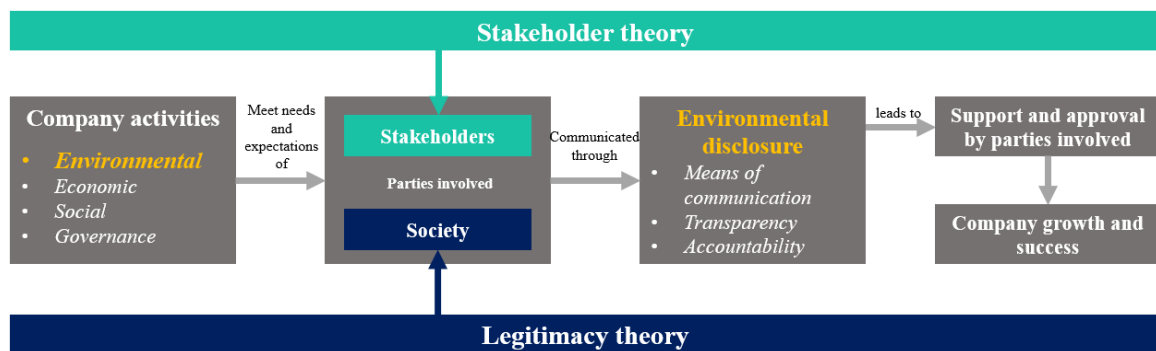 Stakeholder theory
Company activities
• Environmental
• Economic
• Social
• Governance
Meet needs
and
expectations
of
Stakeholders
Parties involved
Society
Communicated
through
Environmental
disclosure
• Means of
communication
• Transparency
• Accountability
leads to
Support and approval
by parties involved
Company growth and
success
Legitimacy theory